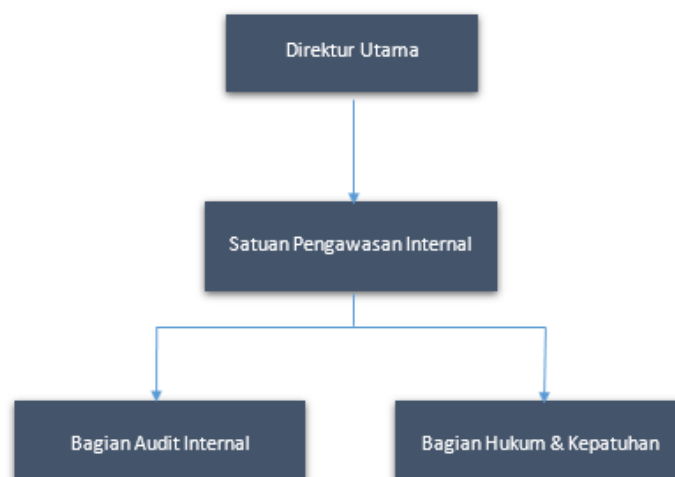 Direktur Utama
Satuan Pengawasan Internal
Bagian Audit Internal
Bagian Hukum & Kepatuhan